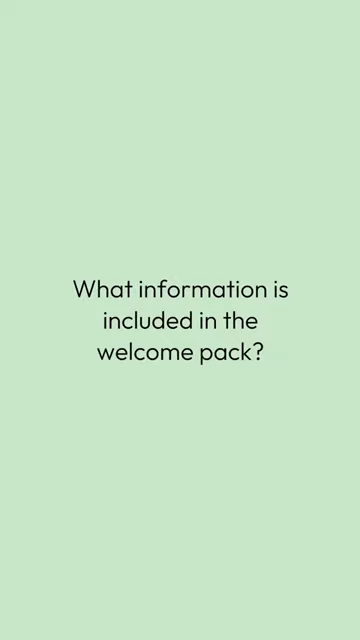 What information is
included in the
welcome pack?